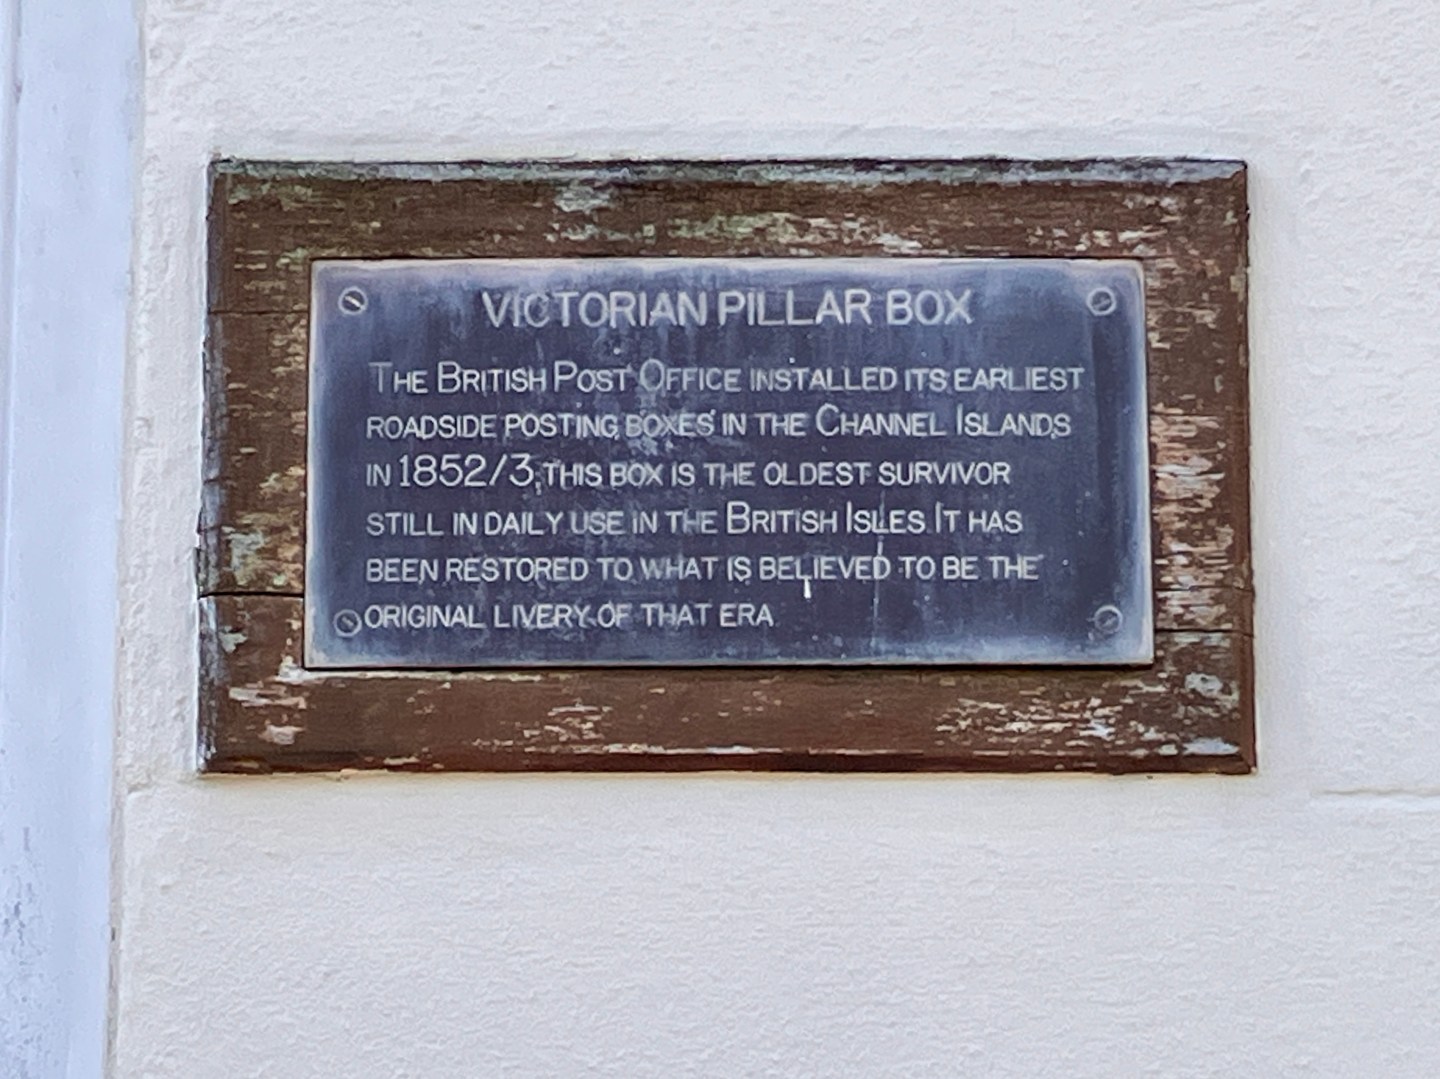 VICTORIAN PILLAR BOX
THE BRITISH POST OFFICE INSTALLED ITS EARLIEST
ROADSIDE POSTING BOXES IN THE CHANNEL ISLANDS
IN 1852/3, THIS BOX IS THE OLDEST SURVIVOR
STILL IN DAILY USE IN THE BRITISH ISLES IT HAS
BEEN RESTORED TO WHAT IS BELIEVED TO BE THE
ORIGINAL LIVERY OF THAT ERA